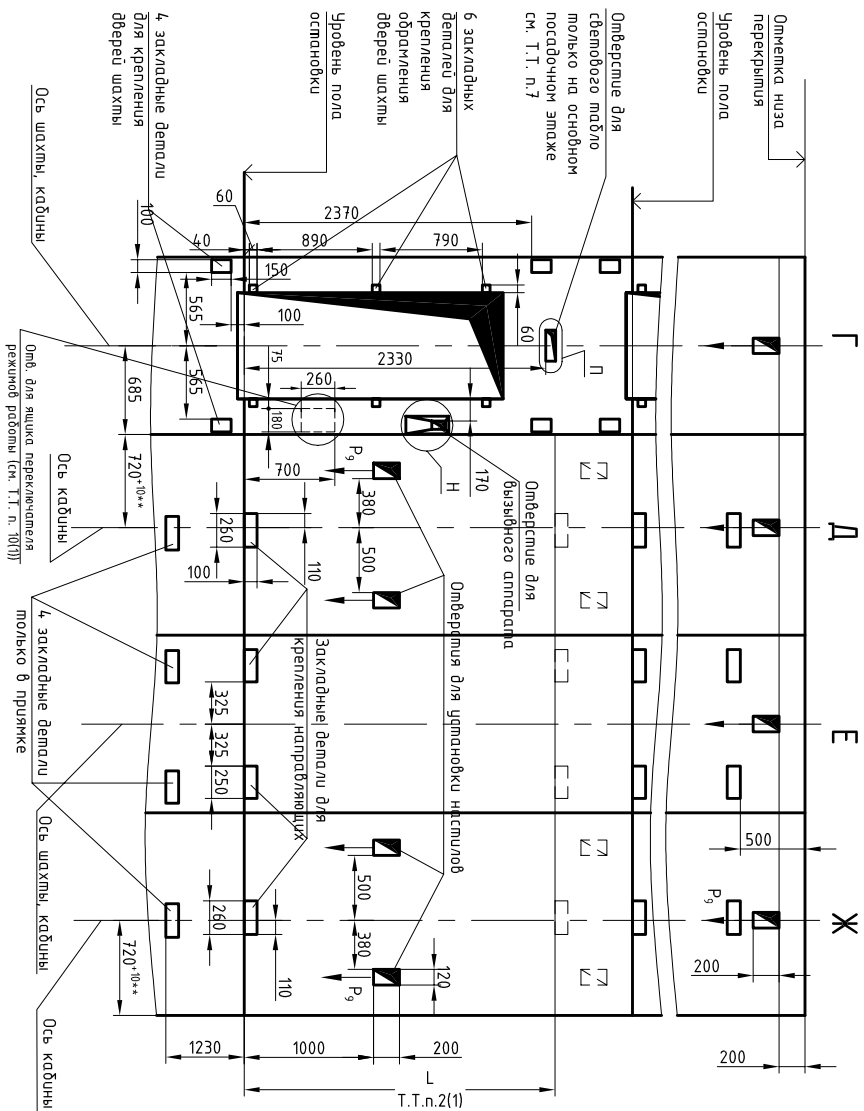 Г
Д
Е
Ж
Отметка низа
перекрытия
Уровень пола
остановки
Отверстие для
светового табло
только на основном
посадочном этаже
см. Т.Т. п.7
6 закладных
деталей для
крепления
обрамления
дверей шахты
Уровень пола
остановки
4 закладные детали
для крепления
дверей шахты
Ось шахты, кабины
Отв. для ящика переключателя
режимов работы (см. Т.Т. п. 10(1))
Ось кабины
4 закладные детали
только в приямке
Ось шахты, кабины
Ось кабины
Отверстие для
вызывного аппарата
Отверстия для установки настилов
Закладные детали для
крепления направляющих
2370
60
40
890
790
100
150
565
565
100
685
75
2330
60
П
260
180
Н
170
700
P9
380
500
720+10**
260
100
110
325
325
250
500
380
P9
120
260
110
720+10**
500
P9
200
200
1230
1000
200
L
Т.Т.п.2(1)